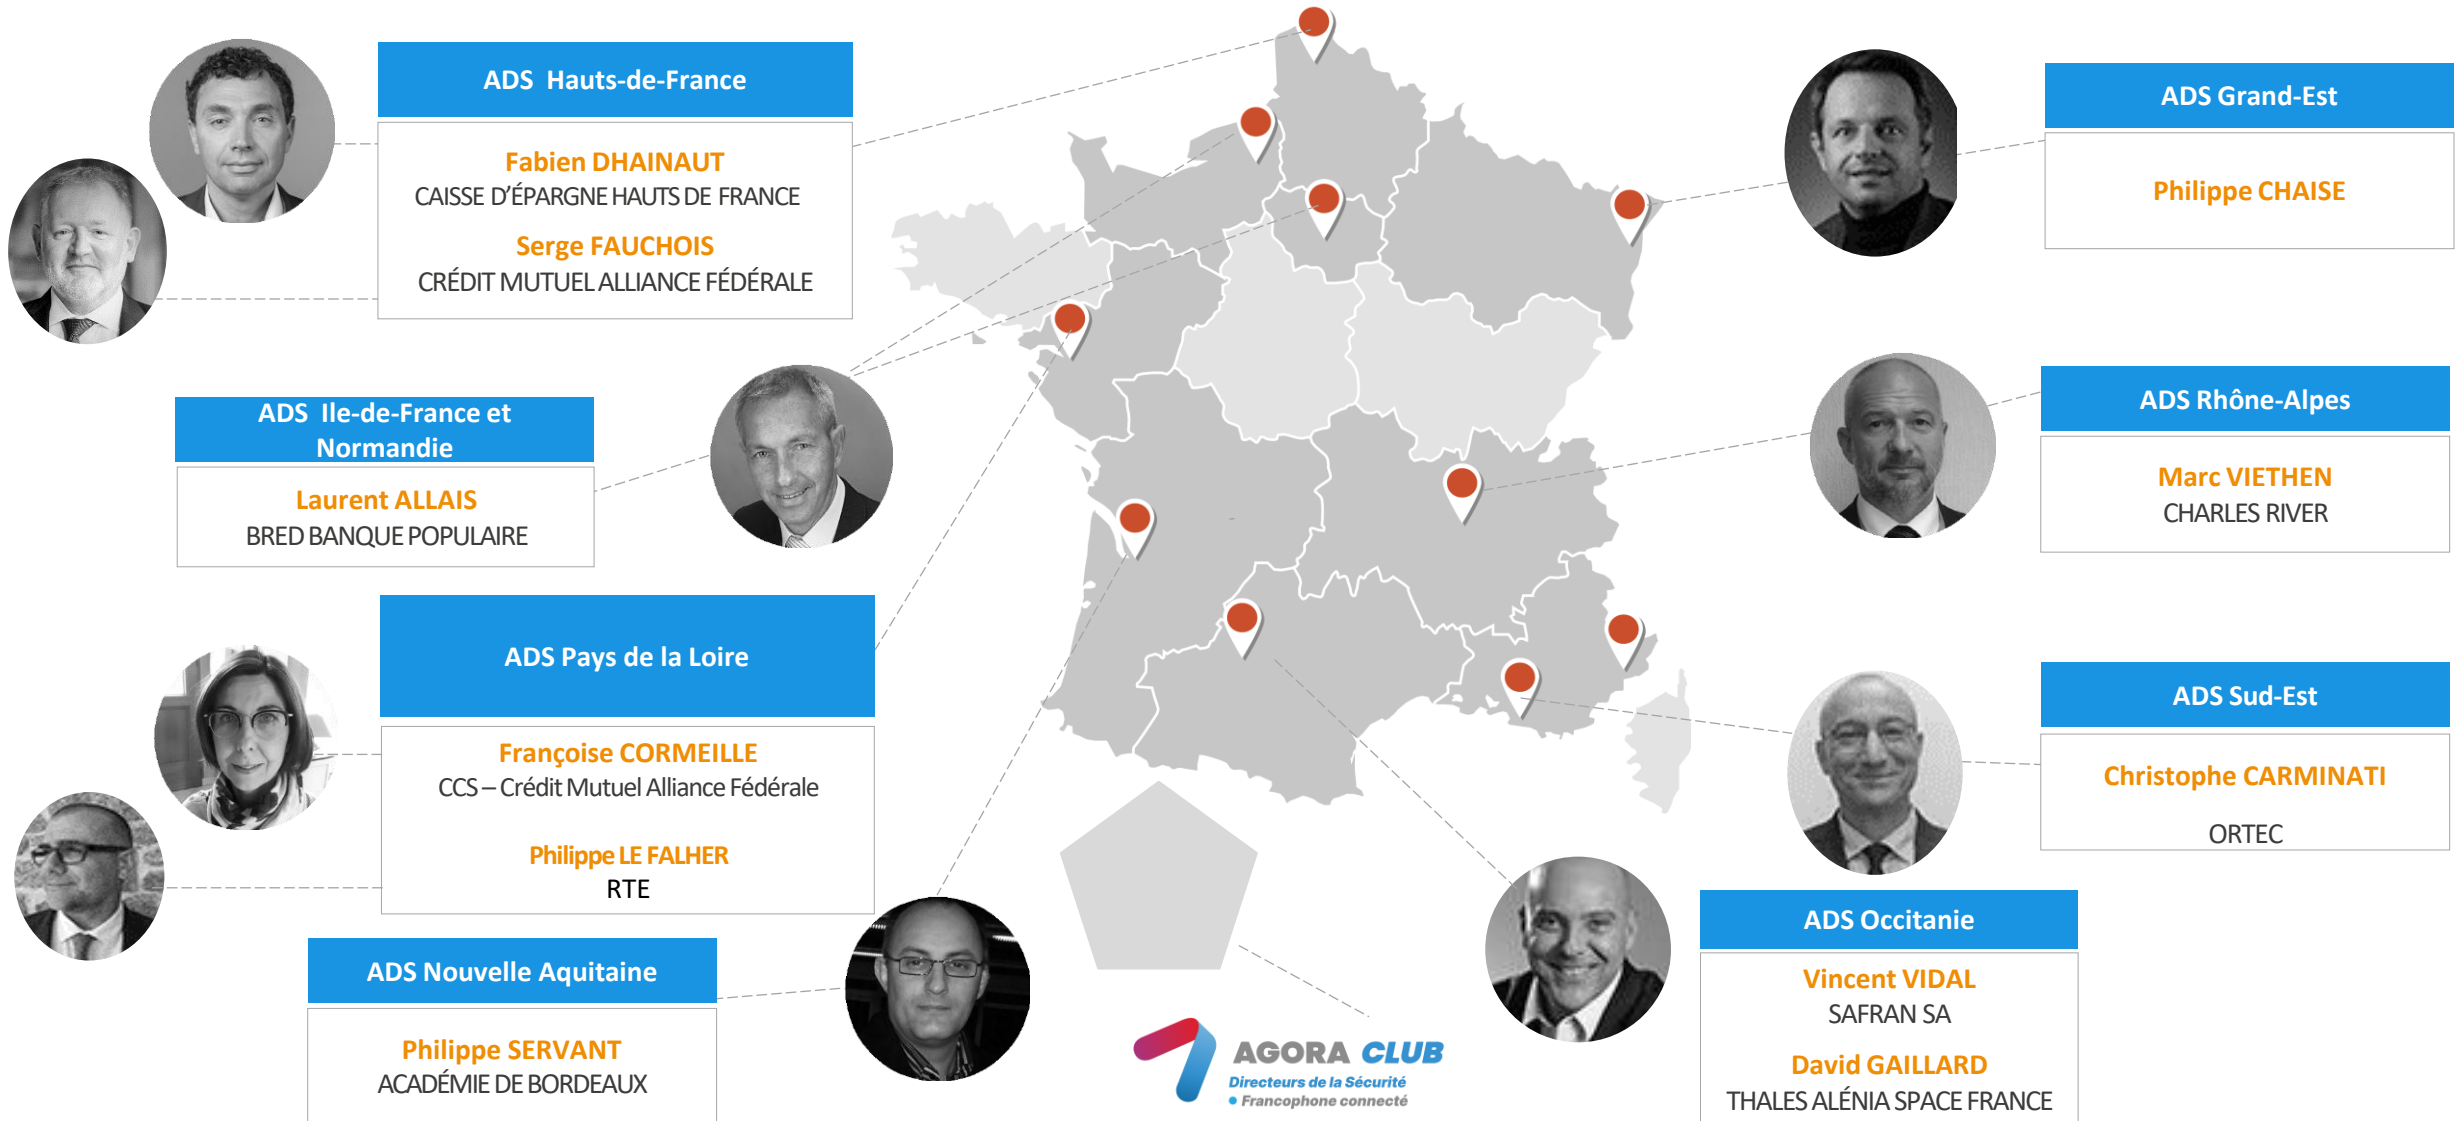 ADS Hauts-de-France
Fabien DHAINAUT
CAISSE D'ÉPARGNE HAUTS DE FRANCE
Serge FAUCHOIS
CRÉDIT MUTUEL ALLIANCE FÉDÉRALE
ADS Grand-Est
Philippe CHAISE
ADS Ile-de-France et
Normandie
Laurent ALLAIS
BRED BANQUE POPULAIRE
ADS Rhône-Alpes
Marc VIETHEN
CHARLES RIVER
ADS Pays de la Loire
Françoise CORMEILLE
CCS – Crédit Mutuel Alliance Fédérale
Philippe LE FALHER
RTE
ADS Sud-Est
Christophe CARMINATI
ORTEC
ADS Nouvelle Aquitaine
Philippe SERVANT
ACADÉMIE DE BORDEAUX
AGORA CLUB
Directeurs de la Sécurité
• Francophone connecté
ADS Occitanie
Vincent VIDAL
SAFRAN SA
David GAILLARD
THALES ALÉNIA SPACE FRANCE